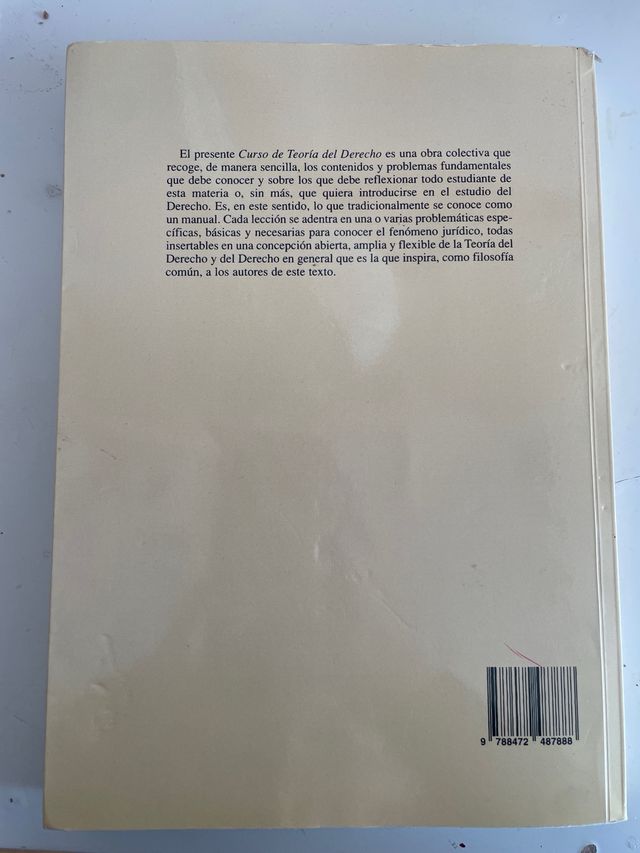 El presente Curso de Teoría del Derecho es una obra colectiva que
recoge, de manera sencilla, los contenidos y problemas fundamentales
que debe conocer y sobre los que debe reflexionar todo estudiante de
esta materia o, sin más, que quiera introducirse en el estudio del
Derecho. Es, en este sentido, lo que tradicionalmente se conoce como
un manual. Cada lección se adentra en una o varias problemáticas espe-
cíficas, básicas y necesarias para conocer el fenómeno jurídico, todas
insertables en una concepción abierta, amplia y flexible de la Teoría del
Derecho y del Derecho en general que es la que inspira, como filosofía
común, a los autores de este texto.
9 788472 487888